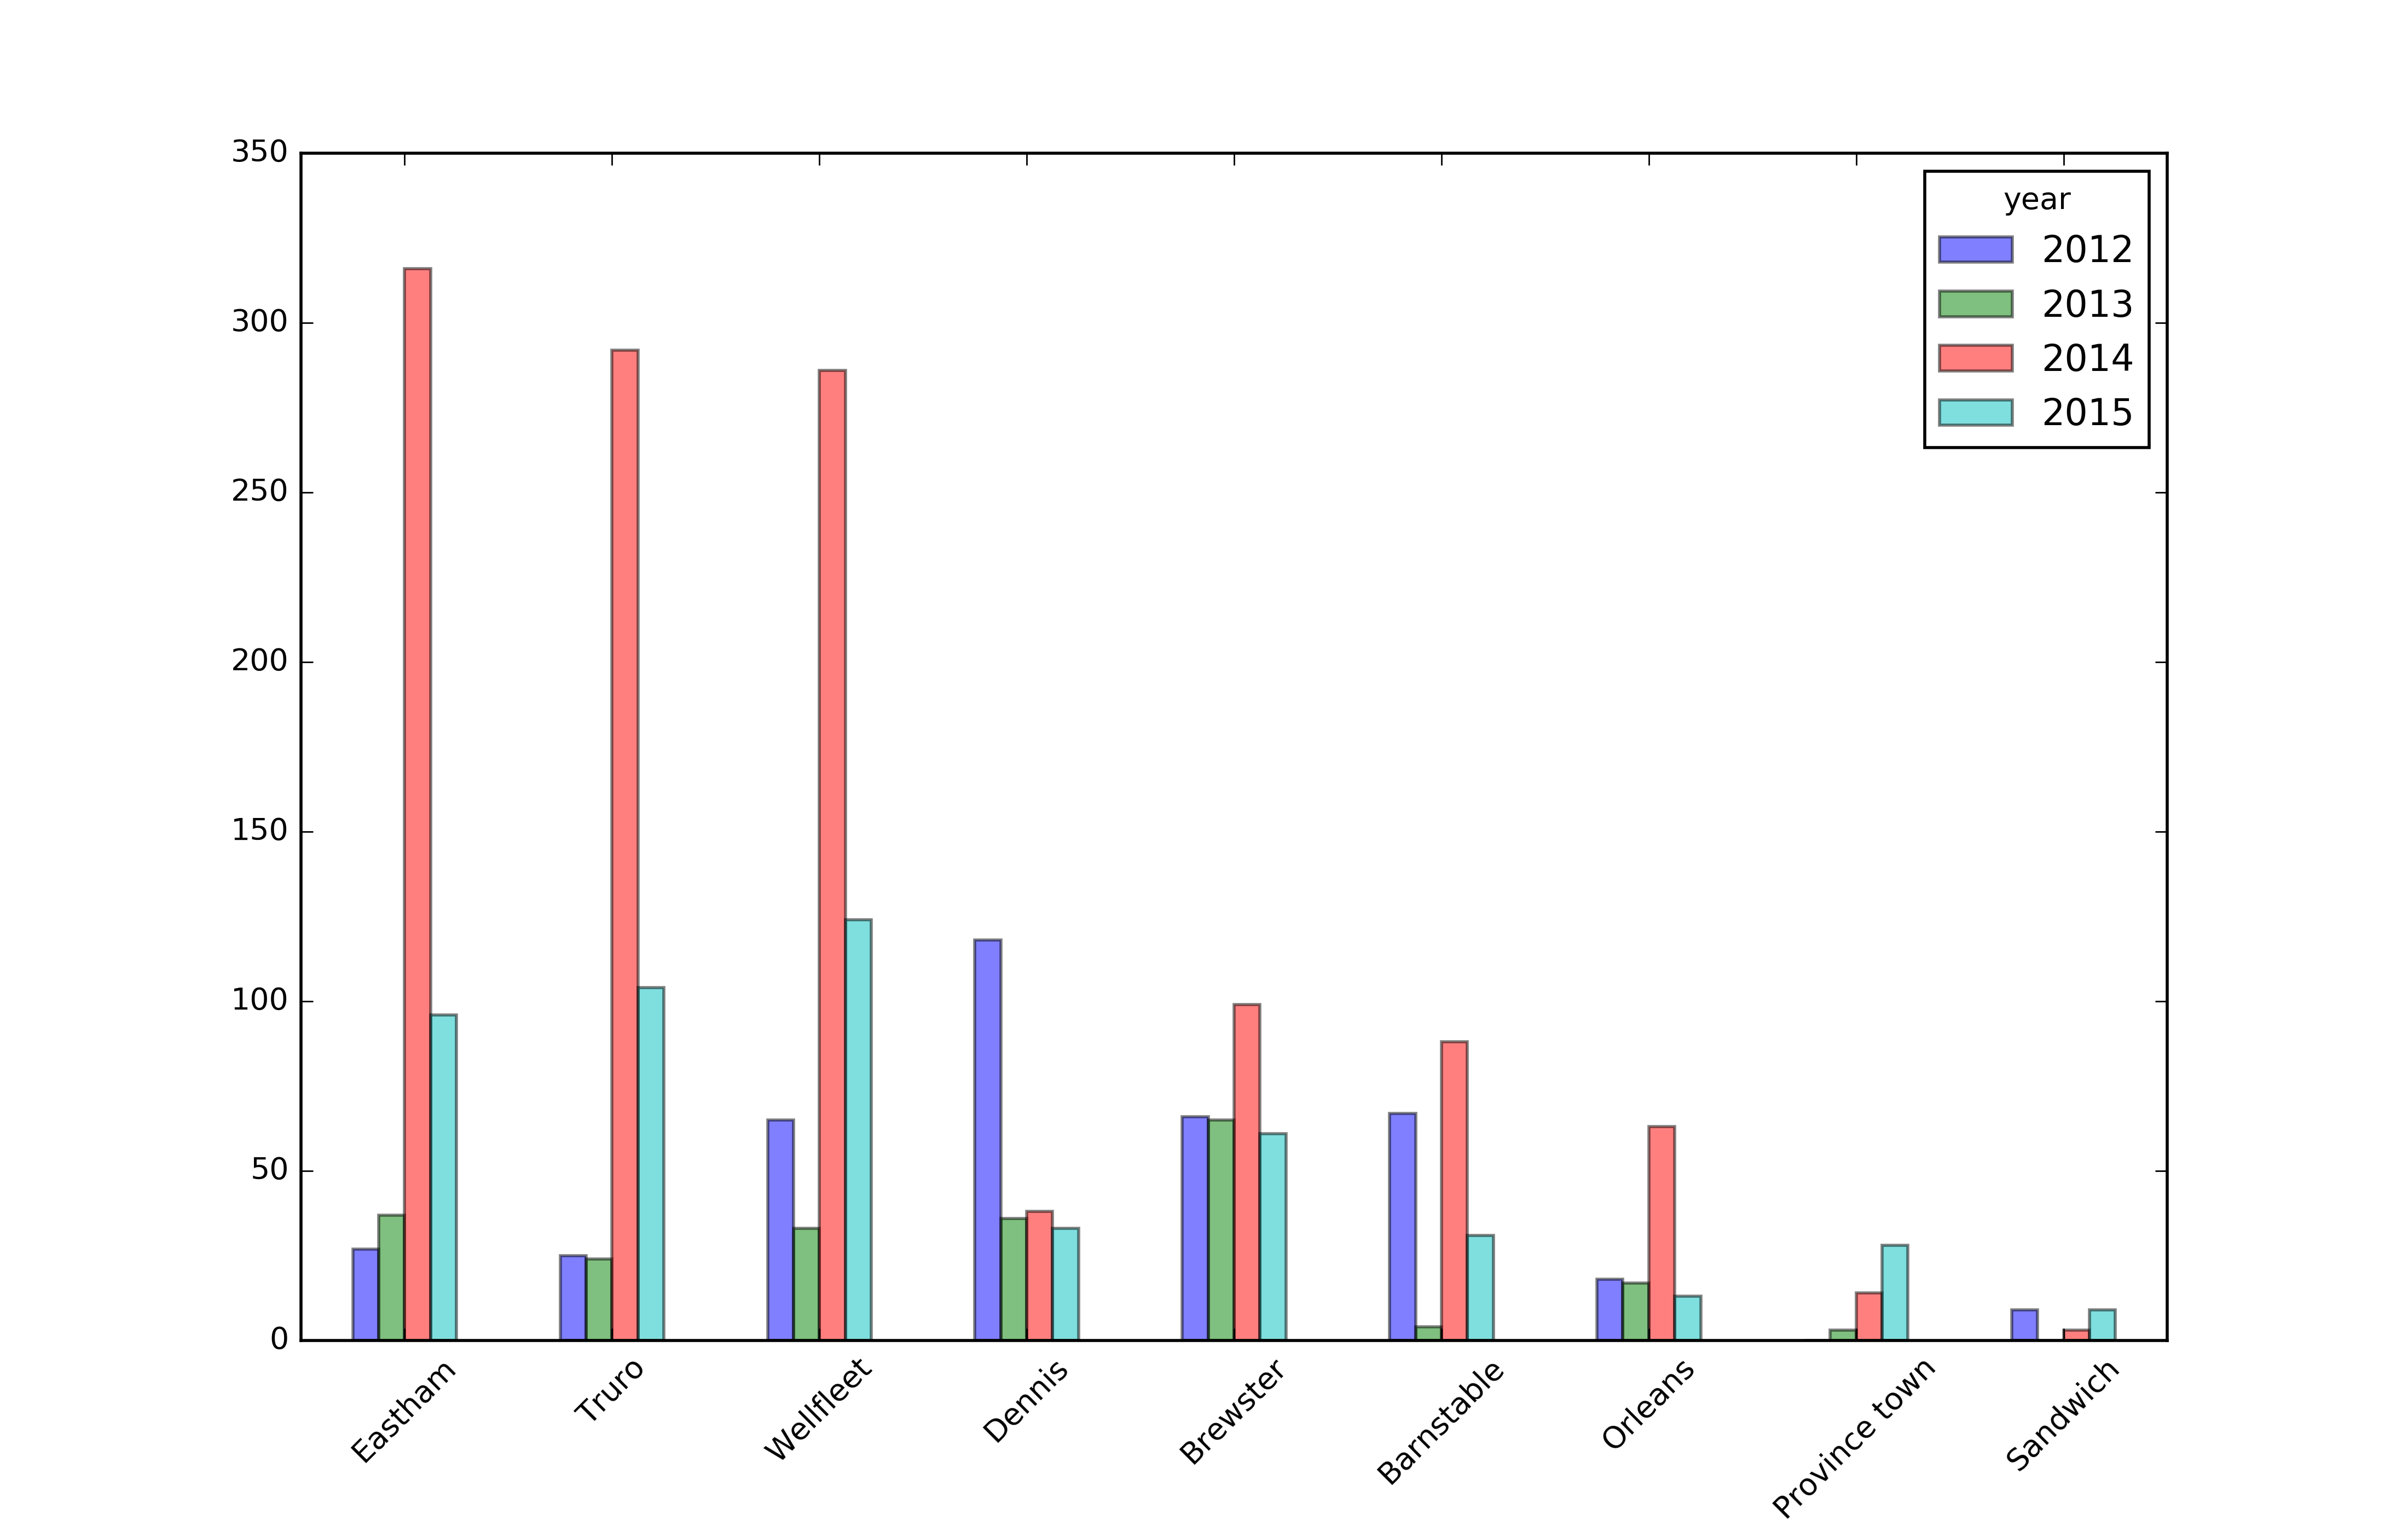 350
300
250
200
150
100
50
0
year
2012
2013
2014
2015
Eastham
Truro
Wellfleet
Dennis
Brewster
Barnstable
Orleans
Province town
Sandwich